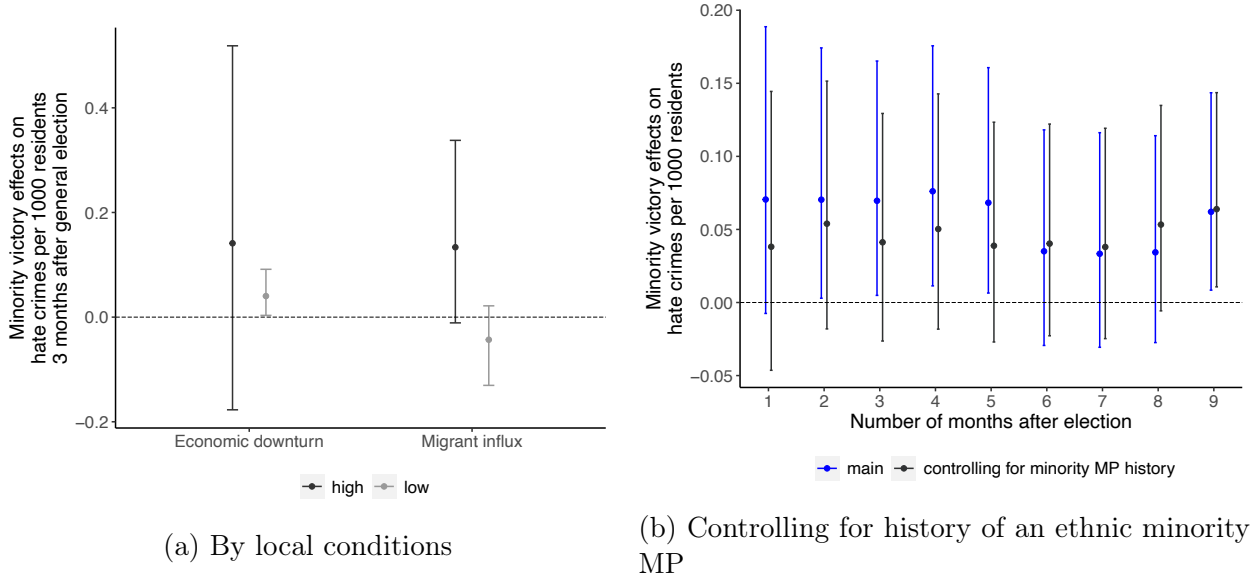 Minority victory effects on
hate crimes per 1000 residents
3 months after general election
0.4
0.2
0.0
−0.2
Economic downturn
Migrant influx
high
low
(a) By local conditions
Minority victory effects on
hate crimes per 1000 residents
0.20
0.15
0.10
0.05
0.00
−0.05
1 2 3 4 5 6 7 8 9
Number of months after election
main
controlling for minority MP history
(b) Controlling for history of an ethnic minority
MP